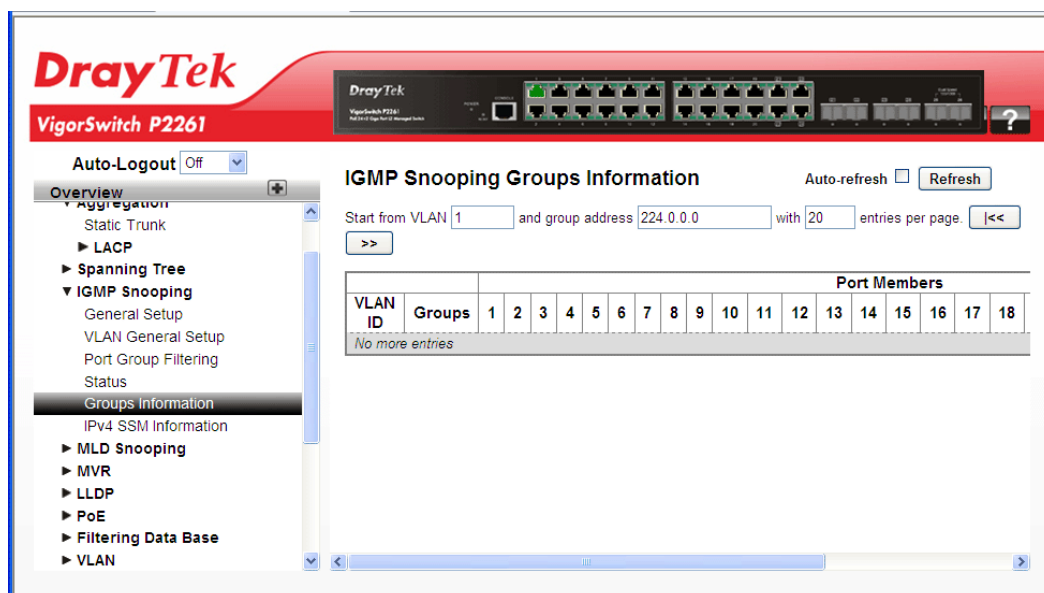 DrayTek
VigorSwitch P2261
DrayTek
VigorSwitch P2261
?
Auto-Logout Off
Overview
Aggregation
Static Trunk
LACP
Spanning Tree
IGMP Snooping
General Setup
VLAN General Setup
Port Group Filtering
Status
Groups Information
IPv4 SSM Information
MLD Snooping
MVR
LLDP
PoE
Filtering Data Base
VLAN
IGMP Snooping Groups Information
Auto-refresh Refresh
Start from VLAN 1 and group address 224.0.0.0 with 20 entries per page. |<<
>>
Port Members
VLAN ID Groups 1 2 3 4 5 6 7 8 9 10 11 12 13 14 15 16 17 18
No more entries